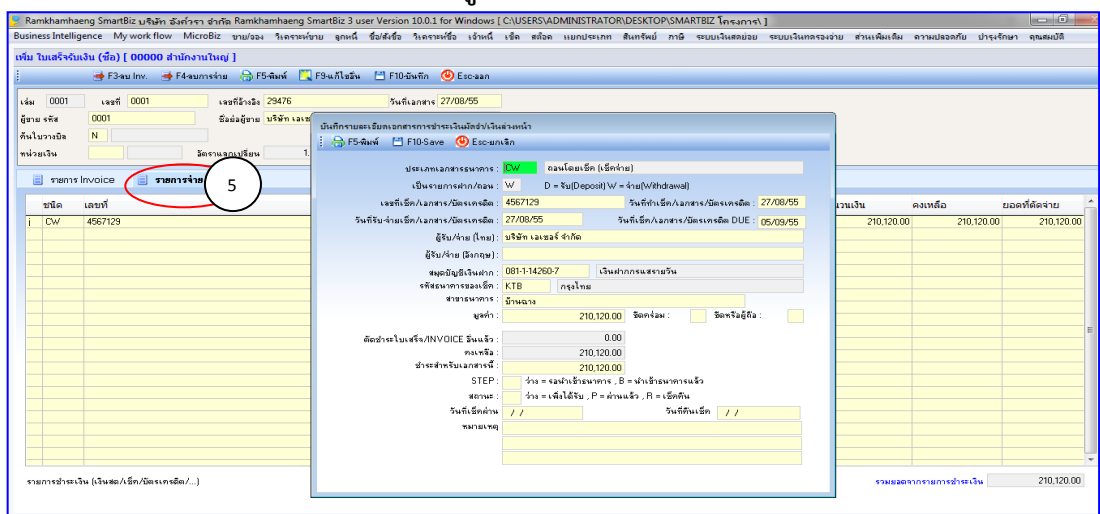 Ramkhamhaeng SmartBiz บริษัท อังก์วรา จำกัด Ramkhamhaeng SmartBiz 3 user Version 10.0.1 for Windows [ C:\USERS\ADMINISTRATOR\DESKTOP\SMARTBIZ โครงการ\ ]
Business Intelligence My work flow MicroBiz ขาย/จอง วิเคราะห์ขาย ลูกหนี้ ซื้อ/สั่งซื้อ วิเคราะห์ซื้อ เจ้าหนี้ เช็ค สต๊อค แยกประเภท สินทรัพย์ ภาษี ระบบเงินสดย่อย ระบบเงินทดรองจ่าย ส่วนเพิ่มเติม ความปลอดภัย บำรุงรักษา คุณสมบัติ
เพิ่ม ใบเสร็จรับเงิน (ซื้อ) [ 00000 สำนักงานใหญ่ ]
F3-ลบ Inv. F4-ลบการจ่าย F5-พิมพ์ F9-แก้ไขอื่น F10-บันทึก Esc-ออก
เล่ม 0001 เลขที่ 0001 เลขที่อ้างอิง 29476 วันที่เอกสาร 27/08/55
ผู้ขาย รหัส 0001 ชื่อย่อผู้ขาย บริษัท เลเซ
ค้นใบวางบิล N
หน่วยเงิน อัตราแลกเปลี่ยน 1.
รายการ Invoice รายการจ่าย 5
ชนิด เลขที่ จำนวนเงิน คงเหลือ ยอดที่ตัดจ่าย
i CW 4567129 210,120.00 210,120.00 210,120.00
บันทึกรายละเอียดเอกสารการชำระเงินมัดจำ/เงินล่วงหน้า
F5-พิมพ์ F10-Save Esc-ยกเลิก
ประเภทเอกสารธนาคาร : CW ถอนโดยเช็ค (เช็คจ่าย)
เป็นรายการฝาก/ถอน : W D = รับ(Deposit) W = จ่าย(Withdrawal)
เลขที่เช็ค/เอกสาร/บัตรเครดิต : 4567129 วันที่ทำเช็ค/เอกสาร/บัตรเครดิต : 27/08/55
วันที่รับ-จ่ายเช็ค/เอกสาร/บัตรเครดิต : 27/08/55 วันที่เช็ค/เอกสาร/บัตรเครดิต DUE : 05/09/55
ผู้รับ/จ่าย (ไทย) : บริษัท เลเซอร์ จำกัด
ผู้รับ/จ่าย (อังกฤษ) :
สมุดบัญชีเงินฝาก : 081-1-14260-7 เงินฝากกระแสรายวัน
รหัสธนาคารของเช็ค : KTB กรุงไทย
สาขาธนาคาร : บ้านฉาง
มูลค่า : 210,120.00 ขีดคร่อม : ขีดหรือผู้ถือ :
ตัดชำระใบเสร็จ/INVOICE อื่นแล้ว : 0.00
คงเหลือ : 210,120.00
ชำระสำหรับเอกสารนี้ : 210,120.00
STEP : ว่าง = รอนำเข้าธนาคาร , B = นำเข้าธนาคารแล้ว
สถานะ : ว่าง = เพิ่งได้รับ , P = ผ่านแล้ว , R = เช็คคืน
วันที่เช็คผ่าน / / วันที่คืนเช็ค / /
หมายเหตุ
รายการชำระเงิน (เงินสด/เช็ค/บัตรเครดิต/...) รวมยอดจากรายการชำระเงิน 210,120.00